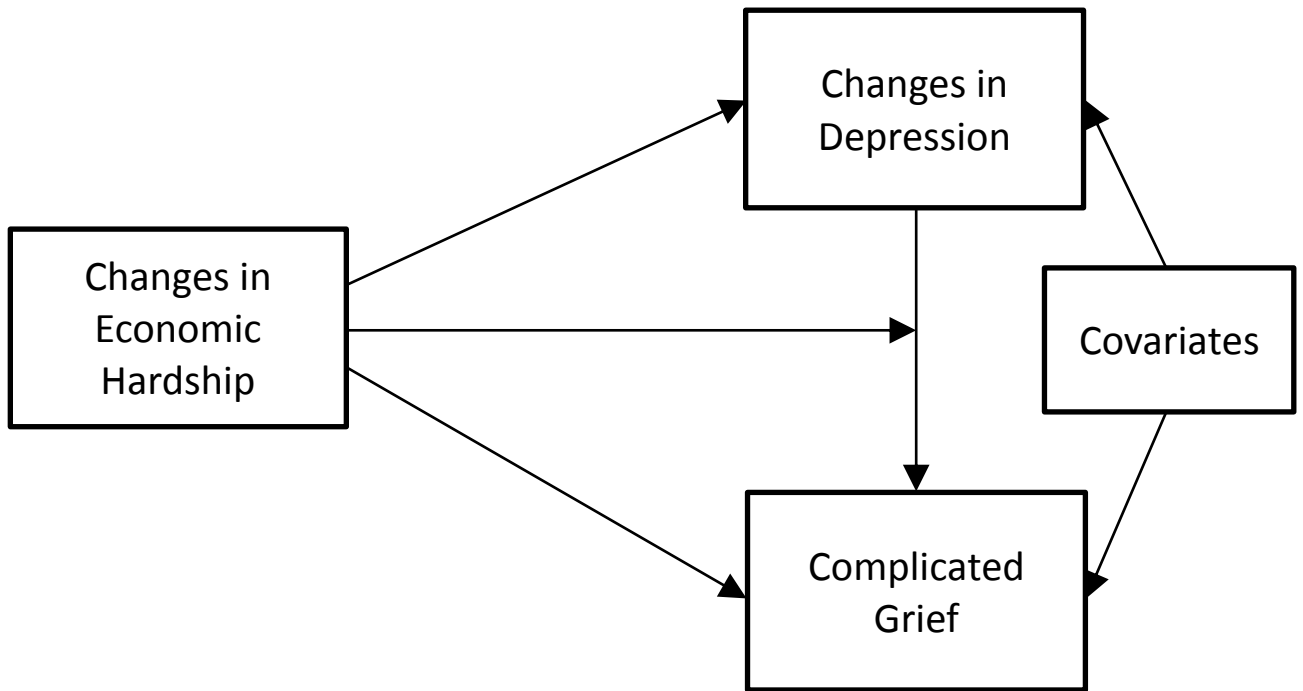 Changes in
Depression
Changes in
Economic
Hardship
Covariates
Complicated
Grief